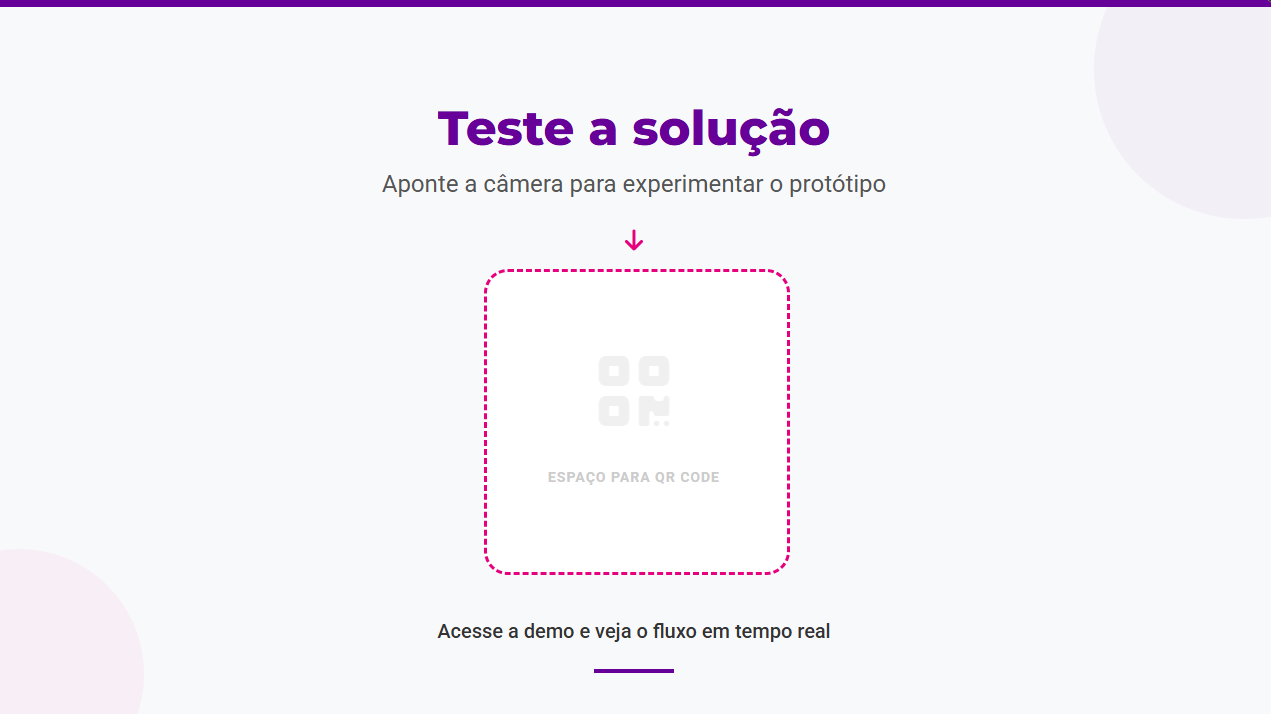 Teste a solução
Aponte a câmera para experimentar o protótipo
ESPAÇO PARA QR CODE
Acesse a demo e veja o fluxo em tempo real